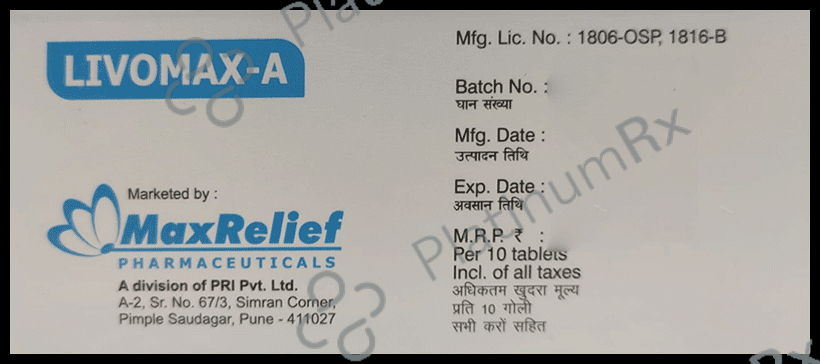 LIVOMAX-A
Marketed by :
MaxRelief
PHARMACEUTICALS
A division of PRI Pvt. Ltd.
A-2, Sr. No. 67/3, Simran Corner,
Pimple Saudagar, Pune - 411027
Mfg. Lic. No. : 1806-OSP, 1816-B
Batch No. :
घान संख्या
Mfg. Date :
उत्पादन तिथि
Exp. Date :
अवसान तिथि
M.R.P. ₹ :
Per 10 tablets
Incl. of all taxes
अधिकतम खुदरा मूल्य
प्रति 10 गोली
सभी करों सहित
PlatinumRx